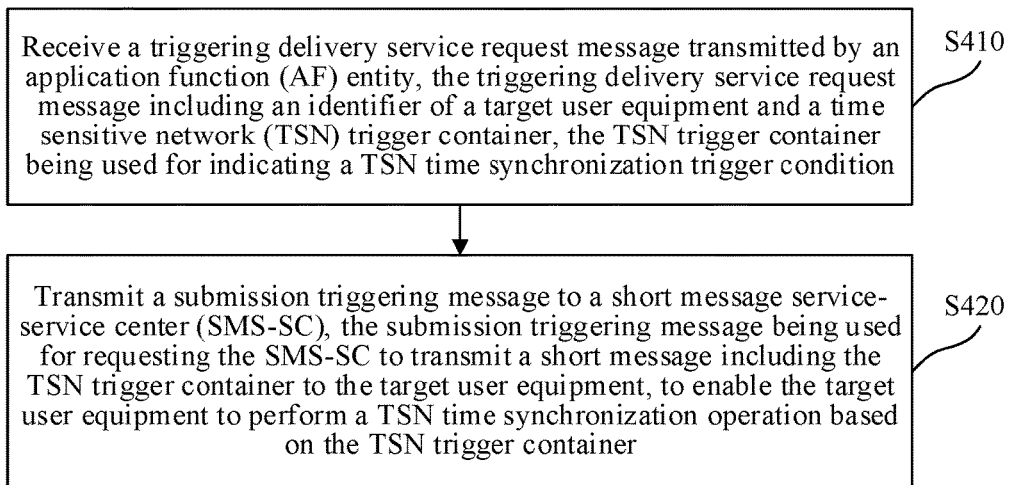 Receive a triggering delivery service request message transmitted by an
application function (AF) entity, the triggering delivery service request
message including an identifier of a target user equipment and a time
sensitive network (TSN) trigger container, the TSN trigger container
being used for indicating a TSN time synchronization trigger condition
S410
Transmit a submission triggering message to a short message service-
service center (SMS-SC), the submission triggering message being used
for requesting the SMS-SC to transmit a short message including the
TSN trigger container to the target user equipment, to enable the target
user equipment to perform a TSN time synchronization operation based
on the TSN trigger container
S420